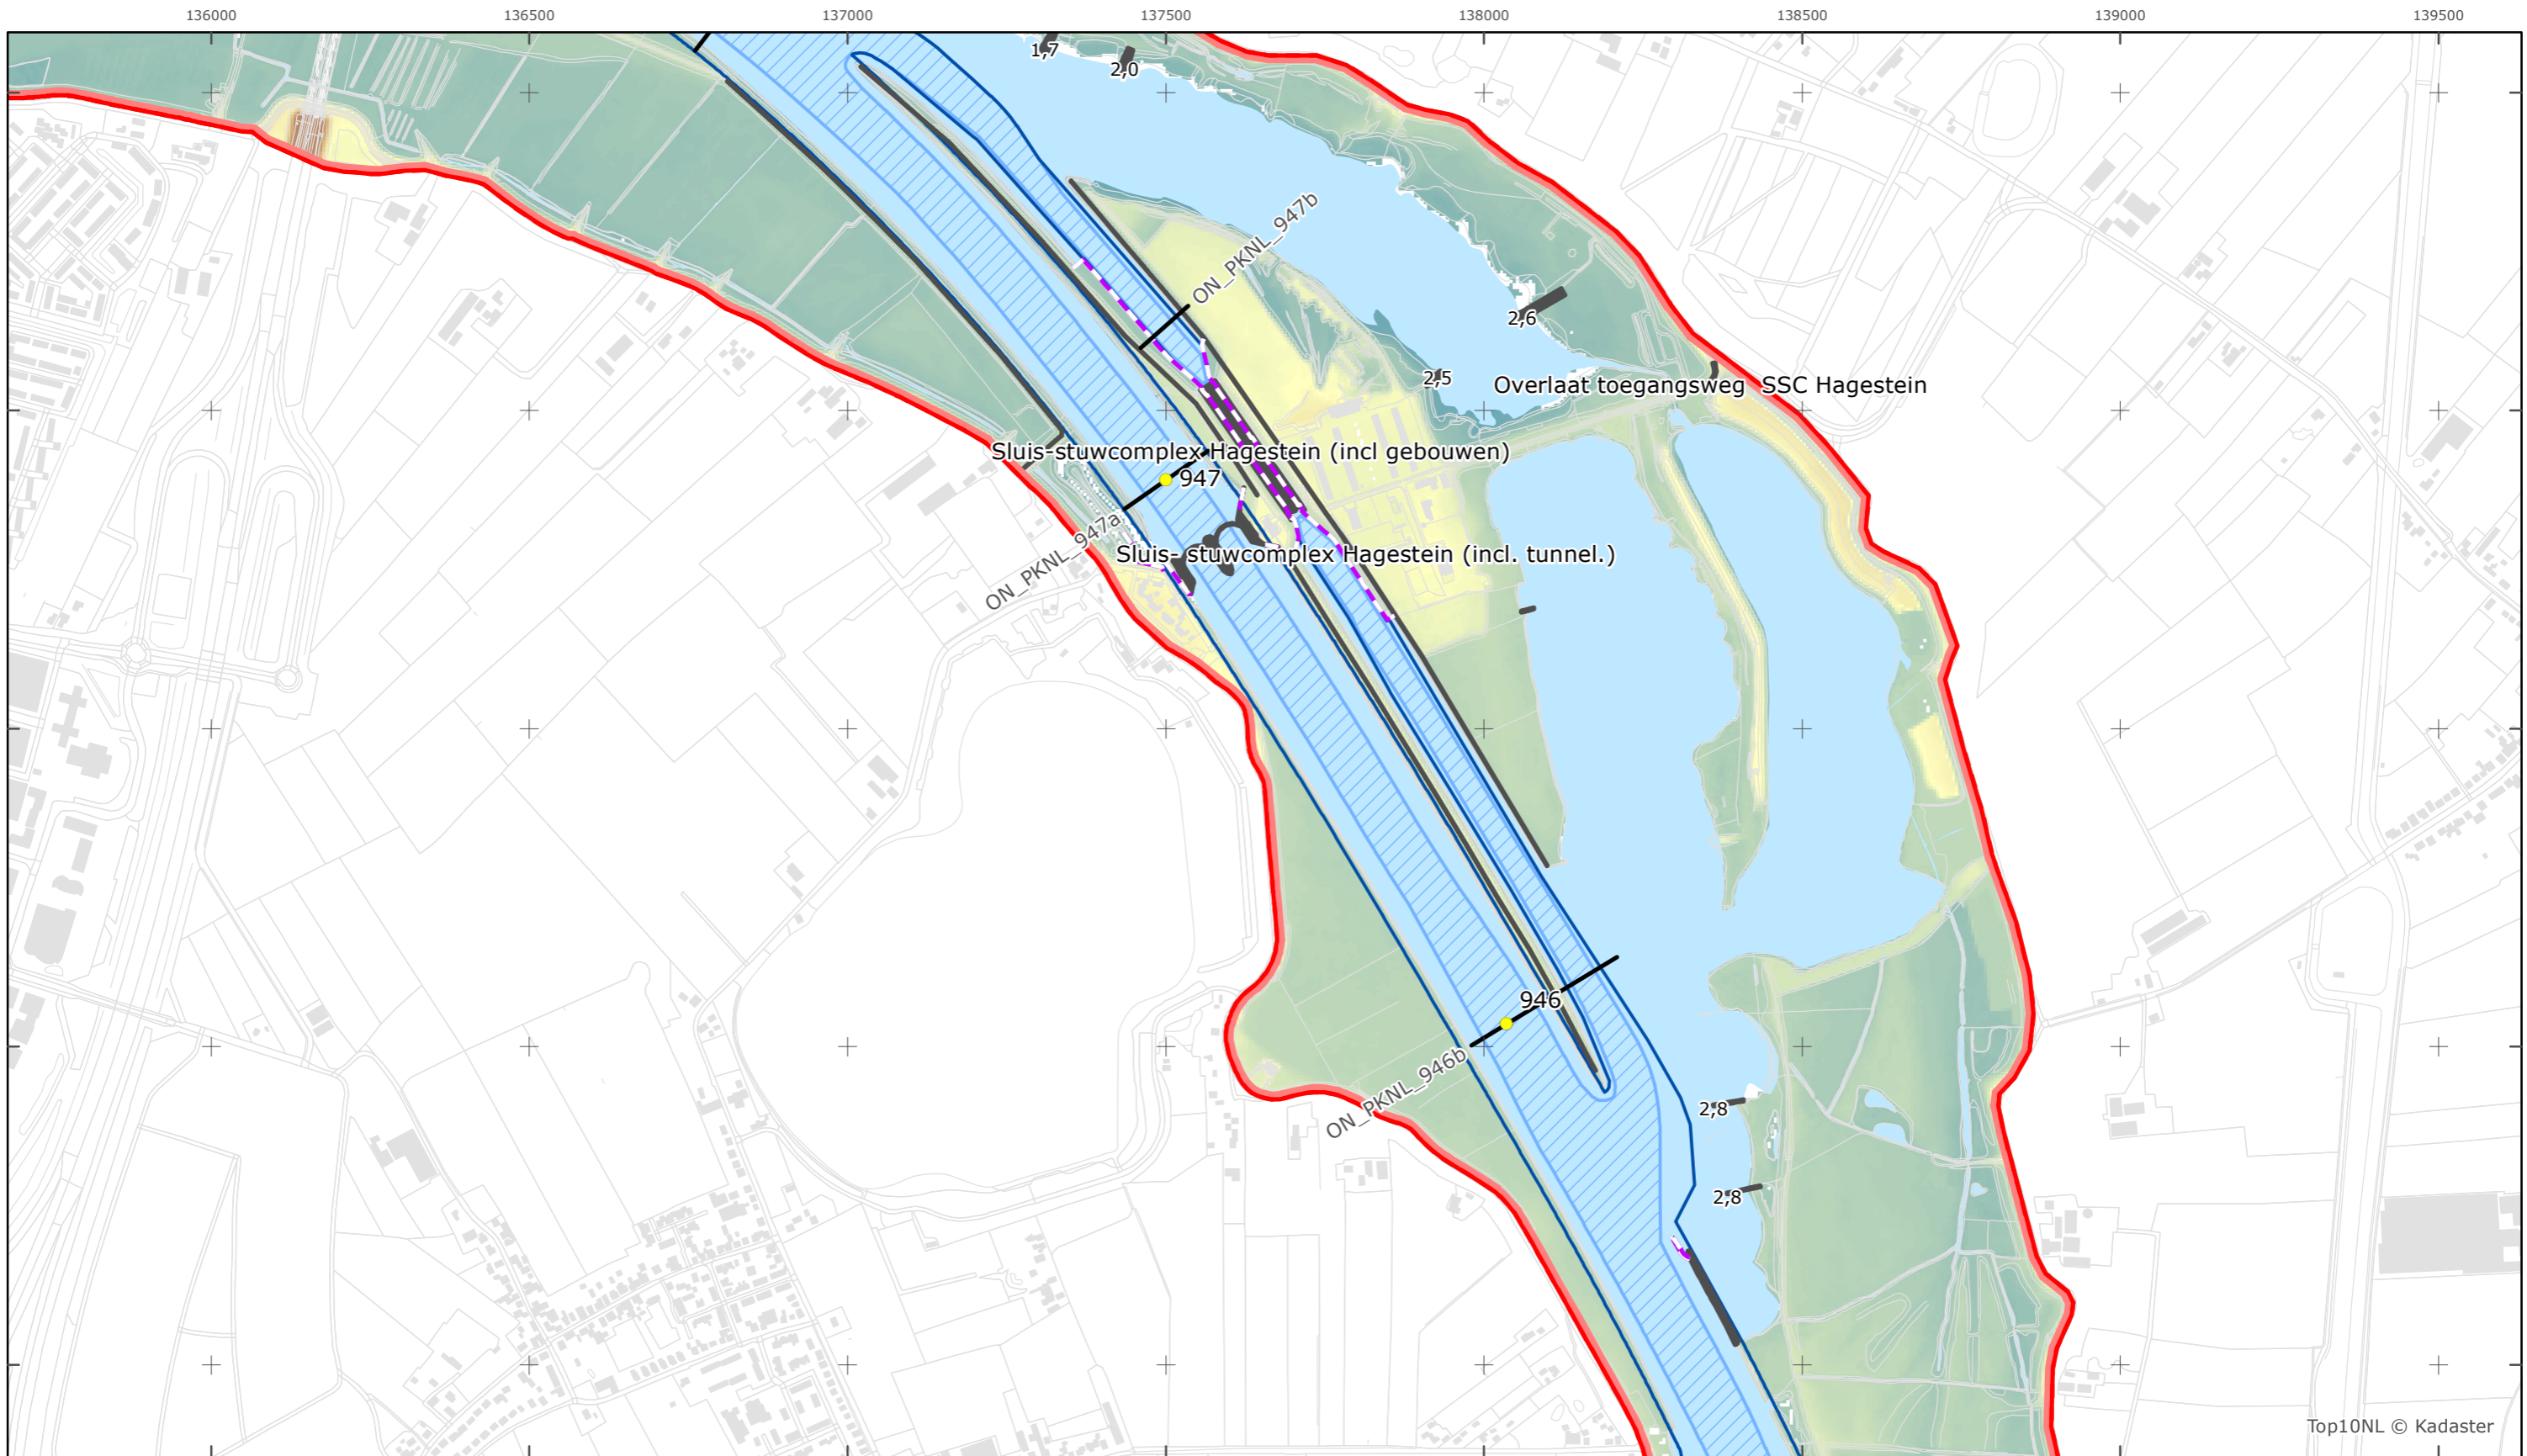 136000 136500 137000 137500 138000 138500 139000 139500
1,7
2,0
ON_PKNL_947b
2,6
2,5
Overlaat toegangsweg  SSC Hagestein
Sluis-stuwcomplex Hagestein (incl gebouwen)
947
ON_PKNL_947a
Sluis- stuwcomplex Hagestein (incl. tunnel.)
946
ON_PKNL_946b
2,8
2,8
Top10NL © Kadaster